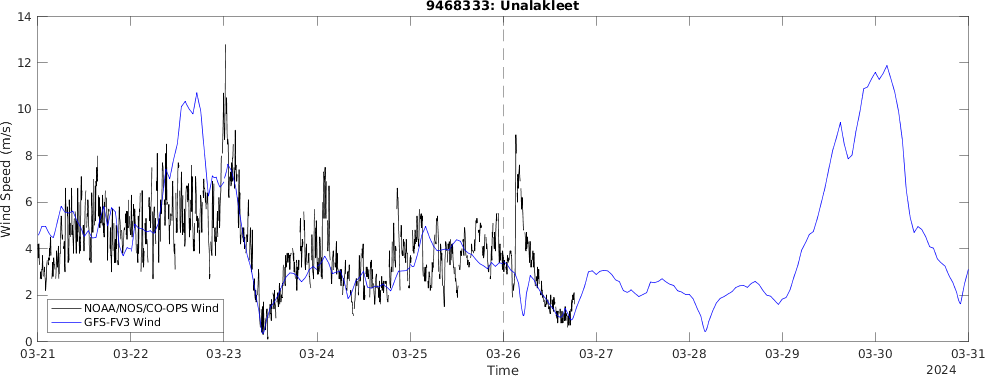 9468333: Unalakleet
14
12
10
8
6
4
2
0
Wind Speed (m/s)
NOAA/NOS/CO-OPS Wind
GFS-FV3 Wind
03-21 03-22 03-23 03-24 03-25 03-26 03-27 03-28 03-29 03-30 03-31
Time
2024